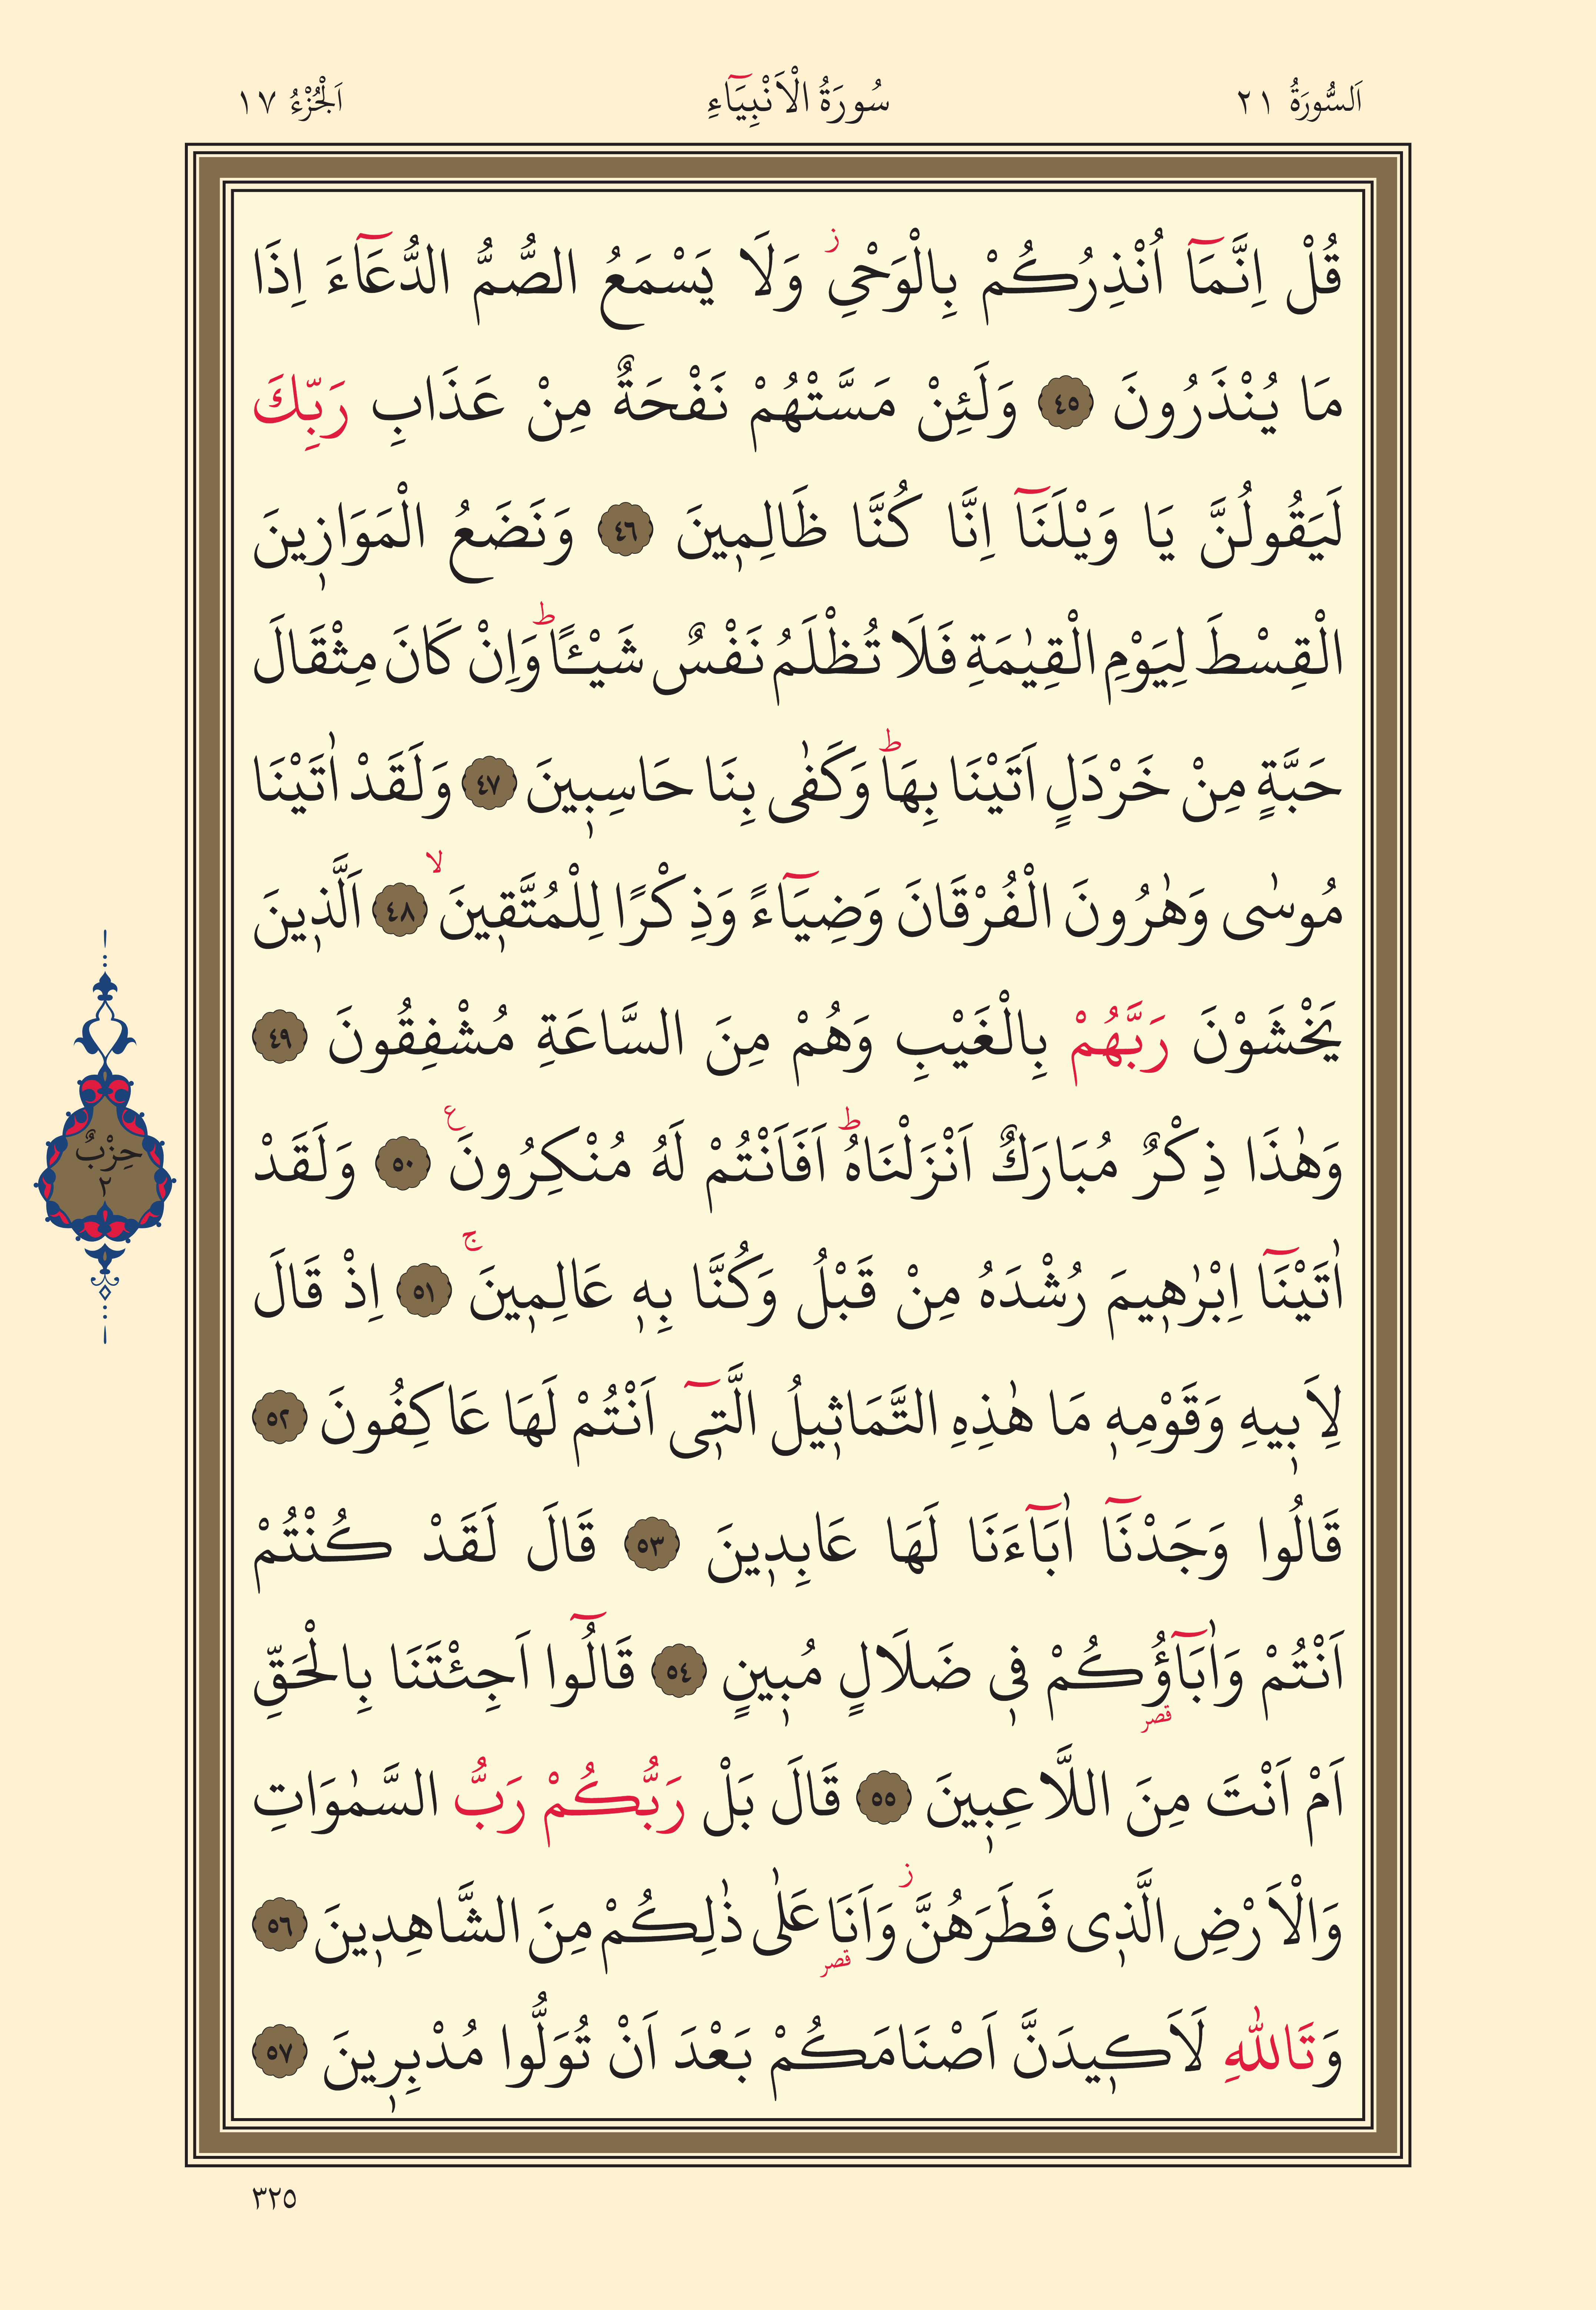 اَلسُّورَةُ ٢١ سُورَةُ الْاَنْبِيَٓاءِ اَلْجُزْءُ ١٧
قُلْ اِنَّمَٓا اُنْذِرُكُمْ بِالْوَحْيِۘ ز وَلَا يَسْمَعُ الصُّمُّ الدُّعَٓاءَ اِذَا
مَا يُنْذَرُونَ ٤٥ وَلَئِنْ مَسَّتْهُمْ نَفْحَةٌ مِنْ عَذَابِ رَبِّكَ
لَيَقُولُنَّ يَا وَيْلَنَٓا اِنَّا كُنَّا ظَالِم۪ينَ ٤٦ وَنَضَعُ الْمَوَاز۪ينَ
الْقِسْطَ لِيَوْمِ الْقِيٰمَةِ فَلَا تُظْلَمُ نَفْسٌ شَيْـًٔاۜ وَاِنْ كَانَ مِثْقَالَ
حَبَّةٍ مِنْ خَرْدَلٍ اَتَيْنَا بِهَاۜ وَكَفٰى بِنَا حَاسِب۪ينَ ٤٧ وَلَقَدْ اٰتَيْنَا
مُوسٰى وَهٰرُونَ الْفُرْقَانَ وَضِيَٓاءً وَذِكْرًا لِلْمُتَّق۪ينَۙ ٤٨ اَلَّذ۪ينَ
يَخْشَوْنَ رَبَّهُمْ بِالْغَيْبِ وَهُمْ مِنَ السَّاعَةِ مُشْفِقُونَ ٤٩
وَهٰذَا ذِكْرٌ مُبَارَكٌ اَنْزَلْنَاهُۜ اَفَاَنْتُمْ لَهُ مُنْكِرُونَ ع ٥٠ وَلَقَدْ
اٰتَيْنَٓا اِبْرٰه۪يمَ رُشْدَهُ مِنْ قَبْلُ وَكُنَّا بِه۪ عَالِم۪ينَۚ ٥١ اِذْ قَالَ
لِاَب۪يهِ وَقَوْمِه۪ مَا هٰذِهِ التَّمَاث۪يلُ الَّت۪ٓى اَنْتُمْ لَهَا عَاكِفُونَ ٥٢
قَالُوا وَجَدْنَٓا اٰبَٓاءَنَا لَهَا عَابِد۪ينَ ٥٣ قَالَ لَقَدْ كُنْتُمْ
اَنْتُمْ وَاٰبَٓاؤُ۬كُمْ ف۪ى ضَلَالٍ مُب۪ينٍ ٥٤ قَالُٓوا اَجِئْتَنَا بِالْحَقِّ
قصر
اَمْ اَنْتَ مِنَ اللَّاعِب۪ينَ ٥٥ قَالَ بَلْ رَبُّكُمْ رَبُّ السَّمٰوَاتِ
وَالْاَرْضِ الَّذ۪ى فَطَرَهُنَّ ز وَاَنَا عَلٰى ذٰلِكُمْ مِنَ الشَّاهِد۪ينَ ٥٦
قصر
وَتَاللّٰهِ لَاَك۪يدَنَّ اَصْنَامَكُمْ بَعْدَ اَنْ تُوَلُّوا مُدْبِر۪ينَ ٥٧
حِزْبٌ
٢
٣٢٥